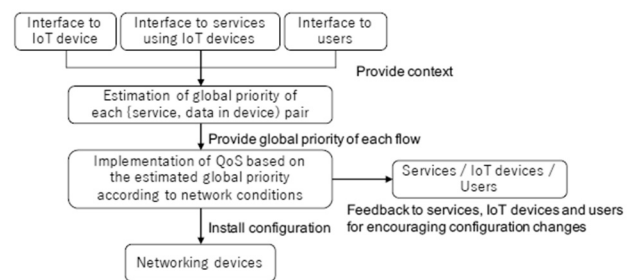 Interface to
IoT device
Interface to services
using IoT devices
Interface to
users
Provide context
Estimation of global priority of
each {service, data in device) pair
Provide global priority of each flow
Implementation of QoS based on
the estimated global priority
according to network conditions
Services / IoT devices /
Users
Feedback to services, IoT devices and users
for encouraging configuration changes
Install configuration
Networking devices